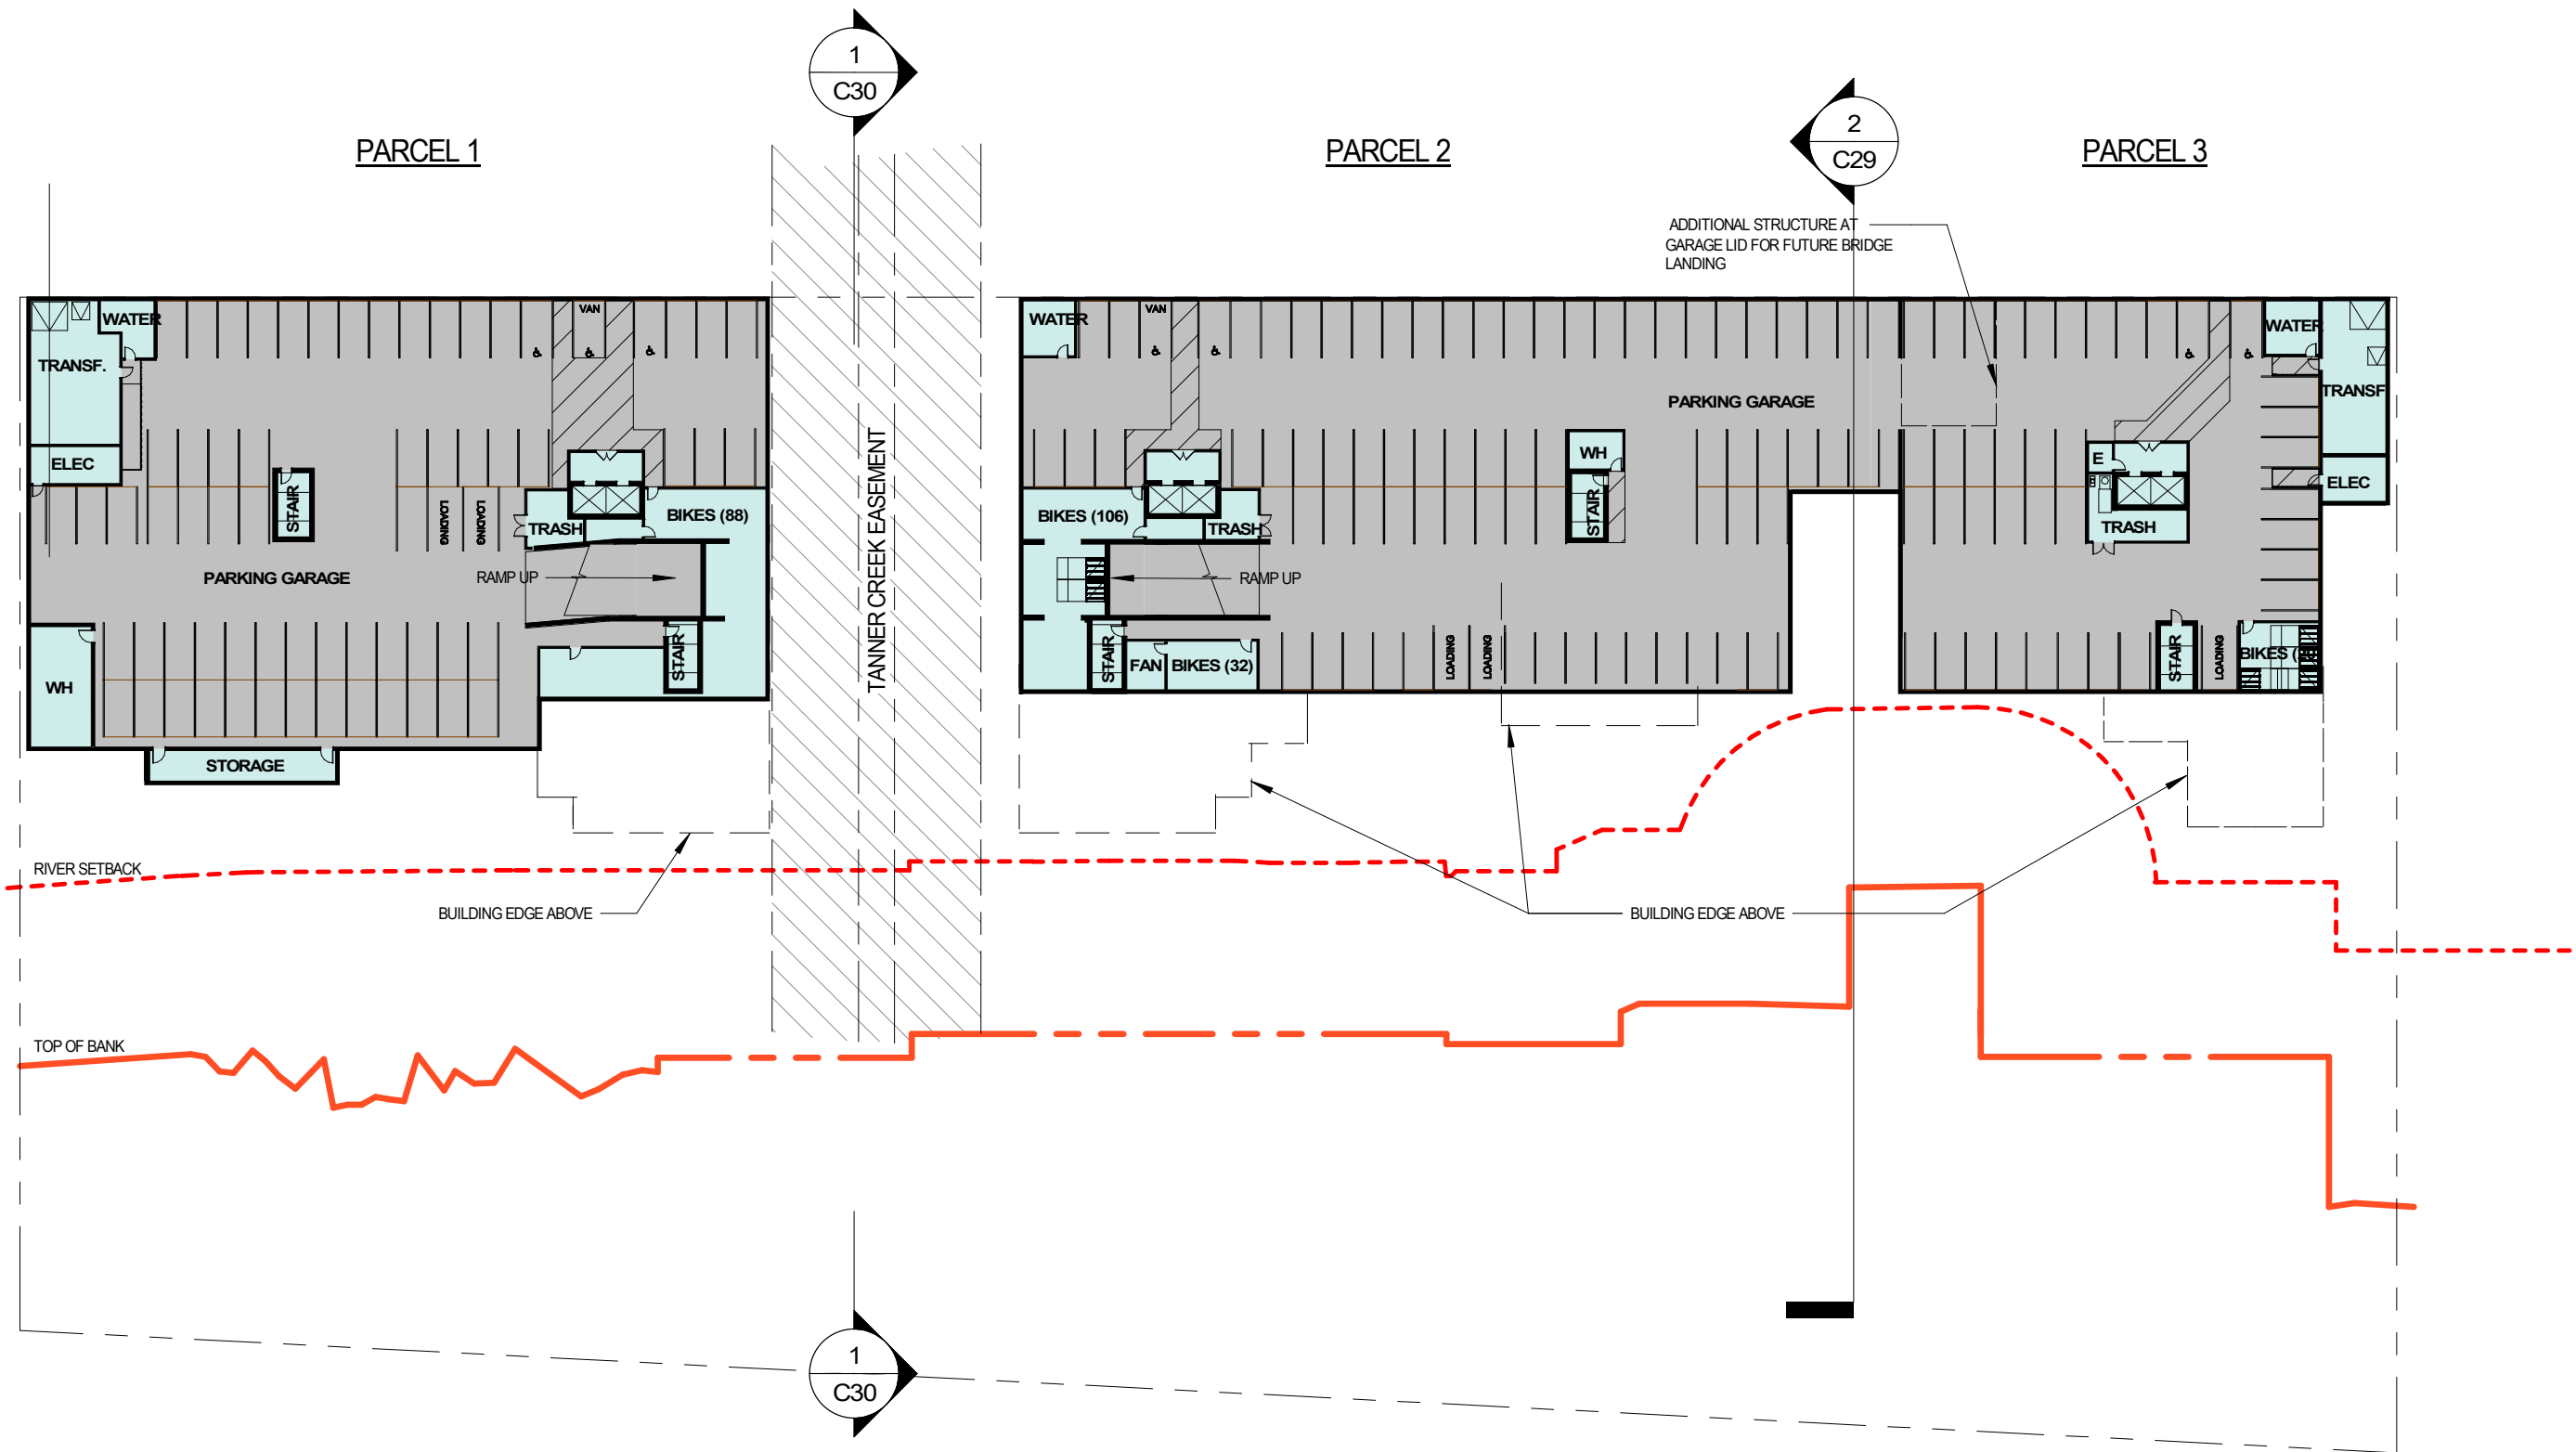 1
C30
2
C29
PARCEL 1
PARCEL 2
PARCEL 3
ADDITIONAL STRUCTURE AT
GARAGE LID FOR FUTURE BRIDGE
LANDING
WATER
VAN
TRANSF.
ELEC
STAIR
LOADING
LOADING
TRASH
BIKES (88)
PARKING GARAGE
RAMP UP
WH
STAIR
STORAGE
TANNER CREEK EASEMENT
WATER
VAN
PARKING GARAGE
WH
STAIR
BIKES (106)
TRASH
RAMP UP
STAIR
FAN
BIKES (32)
LOADING
LOADING
WATER
TRANSF
E
ELEC
TRASH
STAIR
LOADING
BIKES
RIVER SETBACK
BUILDING EDGE ABOVE
BUILDING EDGE ABOVE
TOP OF BANK
1
C30